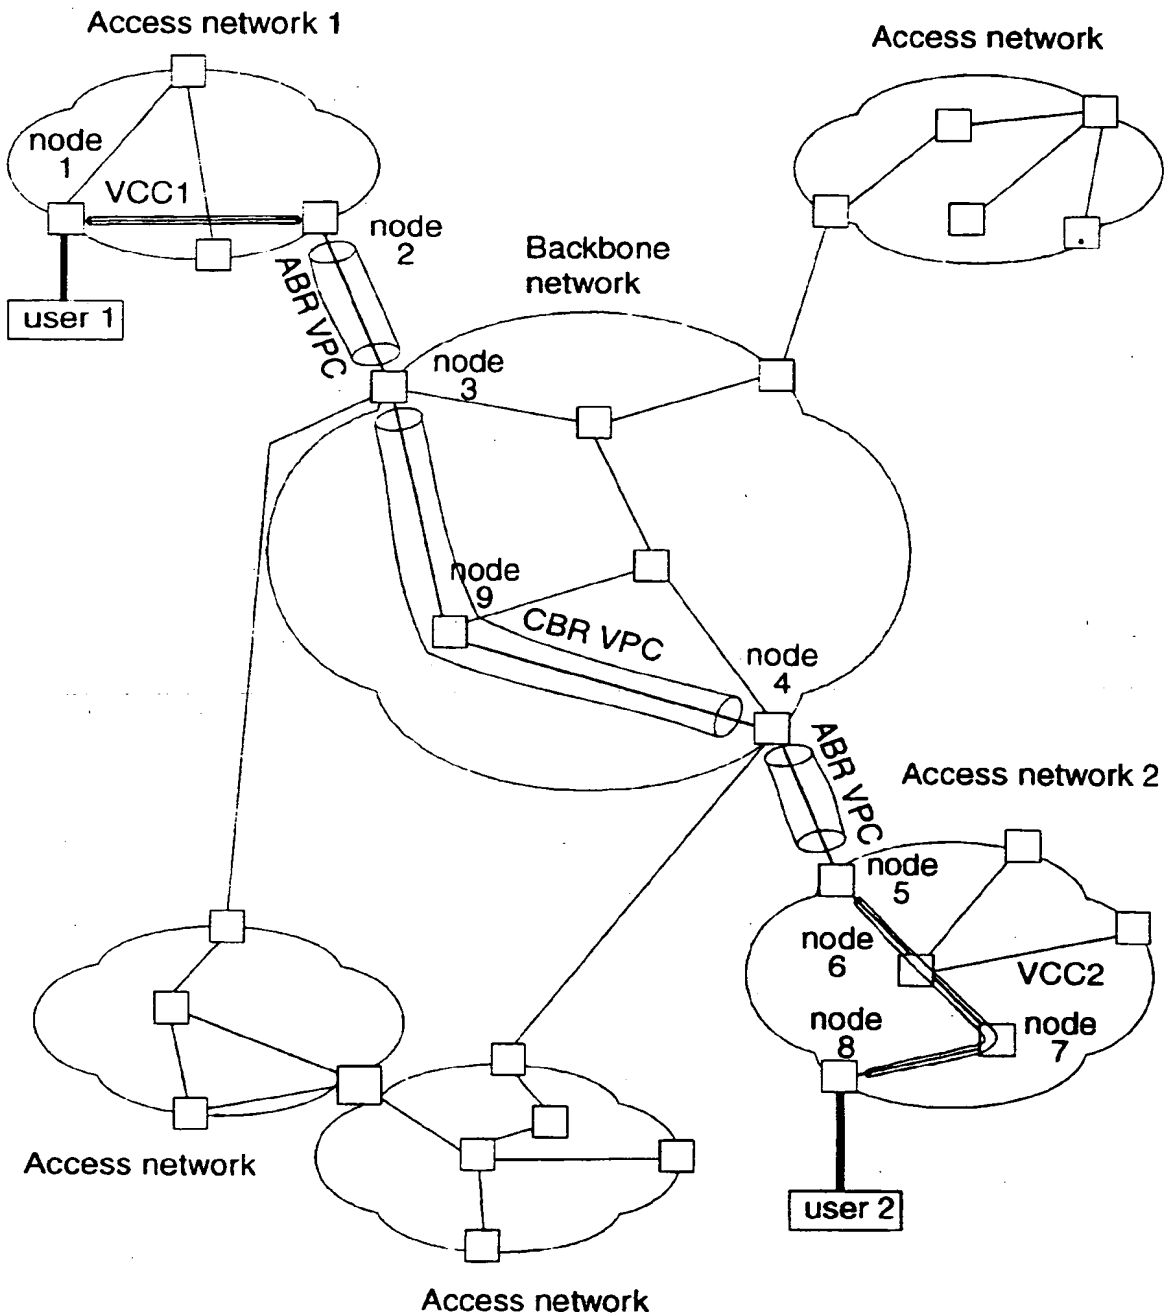 Access network 1
Access network
node
1
VCC1
node
2
user 1
ABR VPC
Backbone
network
node
3
node
9
CBR VPC
node
4
ABR VPC
Access network 2
node
5
node
6
VCC2
node
8
node
7
Access network
user 2
Access network